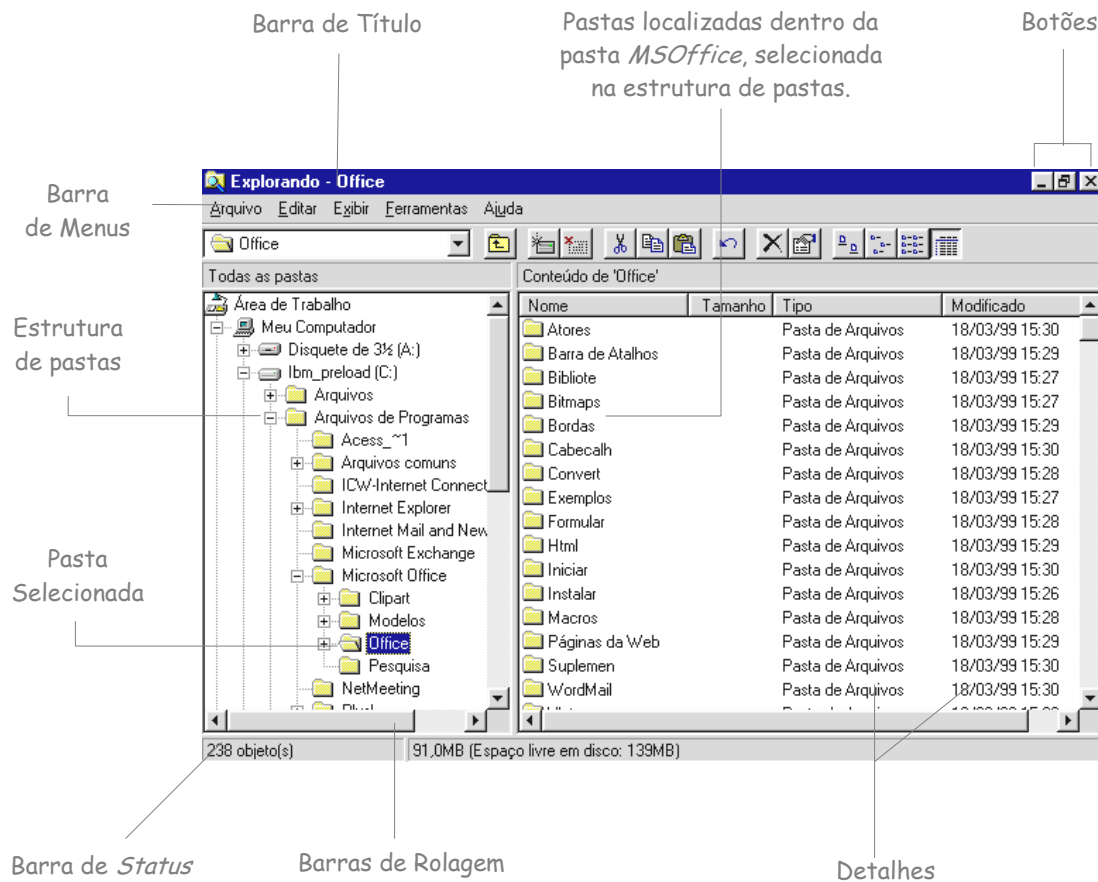 Barra de Título
Pastas localizadas dentro da
pasta MSOffice, selecionada
na estrutura de pastas.
Botões
Barra
de Menus
Estrutura
de pastas
Pasta
Selecionada
Explorando - Office
Arquivo Editar Exibir Ferramentas Ajuda
Office
Todas as pastas
Conteúdo de 'Office'
Área de Trabalho
Meu Computador
Disquete de 3½ (A:)
Ibm_preload (C:)
Arquivos
Arquivos de Programas
Acess_~1
Arquivos comuns
ICW-Internet Connect
Internet Explorer
Internet Mail and New
Microsoft Exchange
Microsoft Office
Clipart
Modelos
Office
Pesquisa
NetMeeting
Nome Tamanho Tipo Modificado
Atores Pasta de Arquivos 18/03/99 15:30
Barra de Atalhos Pasta de Arquivos 18/03/99 15:29
Bibliote Pasta de Arquivos 18/03/99 15:27
Bitmaps Pasta de Arquivos 18/03/99 15:27
Bordas Pasta de Arquivos 18/03/99 15:29
Cabecalh Pasta de Arquivos 18/03/99 15:30
Convert Pasta de Arquivos 18/03/99 15:28
Exemplos Pasta de Arquivos 18/03/99 15:27
Formular Pasta de Arquivos 18/03/99 15:28
Html Pasta de Arquivos 18/03/99 15:29
Iniciar Pasta de Arquivos 18/03/99 15:30
Instalar Pasta de Arquivos 18/03/99 15:26
Macros Pasta de Arquivos 18/03/99 15:28
Páginas da Web Pasta de Arquivos 18/03/99 15:29
Suplemen Pasta de Arquivos 18/03/99 15:30
WordMail Pasta de Arquivos 18/03/99 15:30
238 objeto(s) 91,0MB (Espaço livre em disco: 139MB)
Barra de Status
Barras de Rolagem
Detalhes